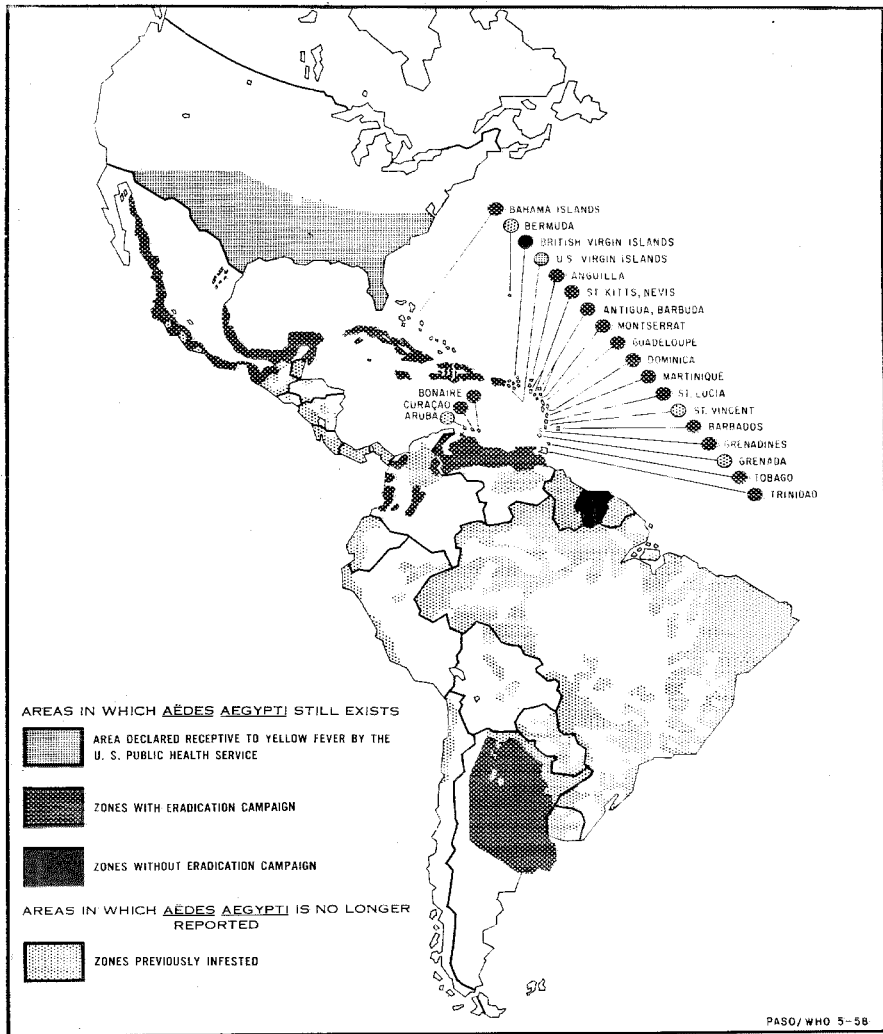 BAHAMA ISLANDS
BERMUDA
BRITISH VIRGIN ISLANDS
U.S. VIRGIN ISLANDS
ANGUILLA
ST. KITTS, NEVIS
ANTIGUA, BARBUDA
MONTSERRAT
GUADELOUPE
DOMINICA
MARTINIQUE
ST. LUCIA
ST. VINCENT
BARBADOS
GRENADINES
GRENADA
TOBAGO
TRINIDAD
BONAIRE
CURAÇAO
ARUBA
AREAS IN WHICH AËDES AEGYPTI STILL EXISTS
AREA DECLARED RECEPTIVE TO YELLOW FEVER BY THE
U. S. PUBLIC HEALTH SERVICE
ZONES WITH ERADICATION CAMPAIGN
ZONES WITHOUT ERADICATION CAMPAIGN
AREAS IN WHICH AËDES AEGYPTI IS NO LONGER
REPORTED
ZONES PREVIOUSLY INFESTED
PASO/WHO 5-58